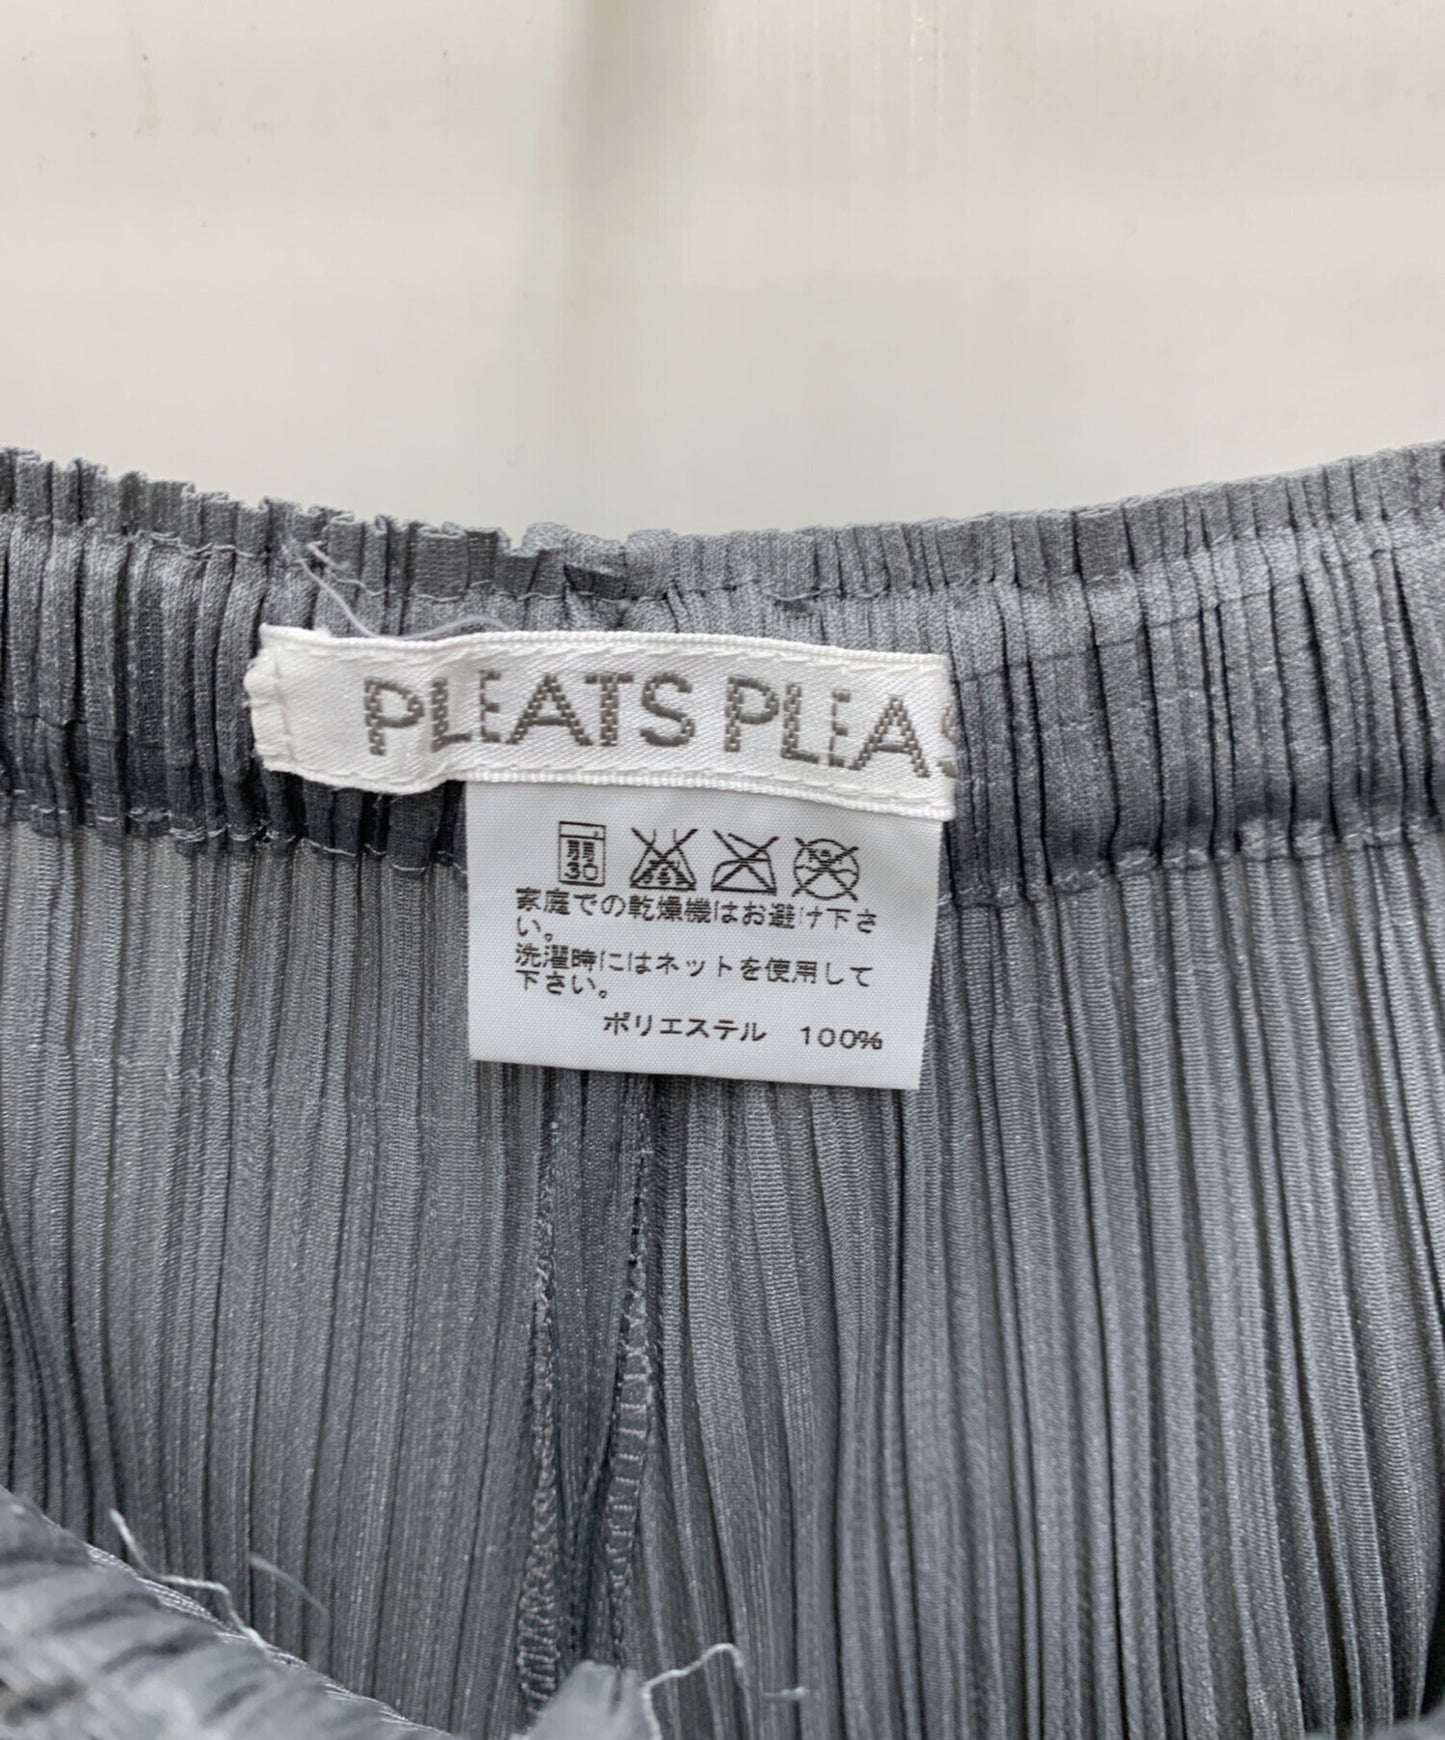 PLEATS PLEAS
弱
30
家庭での乾燥機はお避け下さ
い。
洗濯時にはネットを使用して
下さい。
ポリエステル 100%